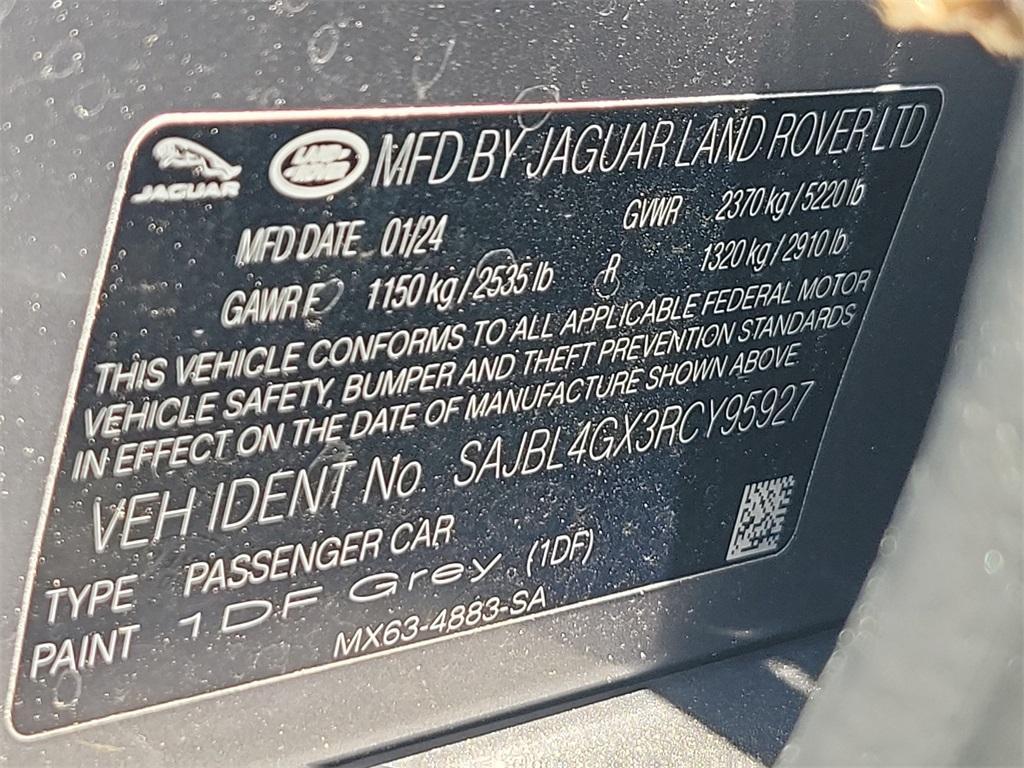 JAGUAR LAND ROVER MFD BY JAGUAR LAND ROVER LTD
MFD DATE 01/24 GVWR 2370 kg / 5220 lb
GAWR F 1150 kg / 2535 lb R 1320 kg / 2910 lb
THIS VEHICLE CONFORMS TO ALL APPLICABLE FEDERAL MOTOR
VEHICLE SAFETY, BUMPER AND THEFT PREVENTION STANDARDS
IN EFFECT ON THE DATE OF MANUFACTURE SHOWN ABOVE
VEH IDENT No SAJBL4GX3RCY95927
TYPE PASSENGER CAR
PAINT 1DF Grey (1DF)
MX63-4883-SA